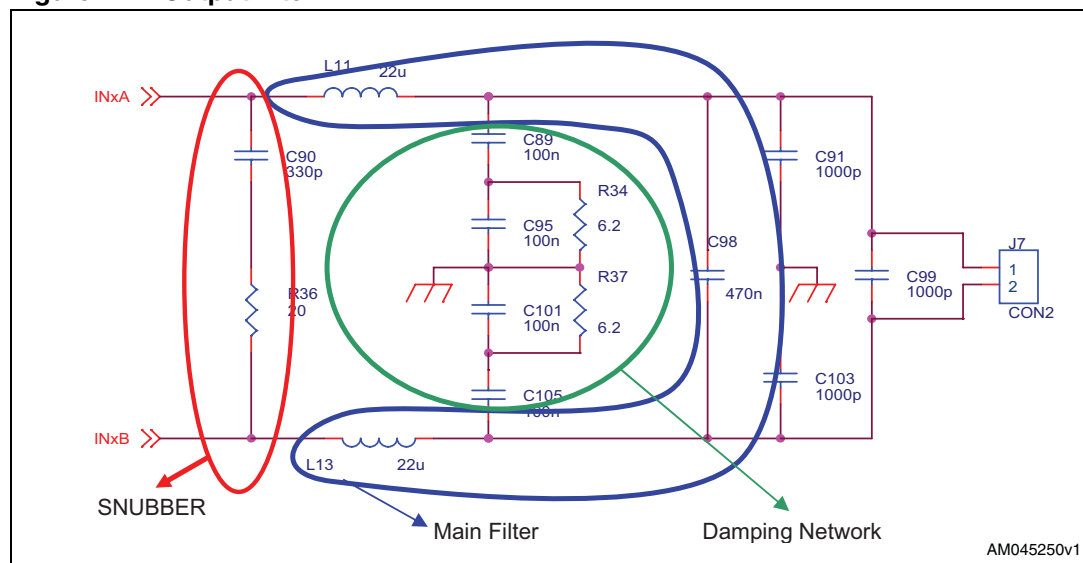 L11 22u
INxA
C90
330p
C89
100n
R34
6.2
C95
100n
R37
6.2
C101
100n
C105
100n
C98
470n
C91
1000p
C99
1000p
J7
1
2
CON2
C103
1000p
R36
20
INxB
L13 22u
SNUBBER
Main Filter
Damping Network
AM045250v1